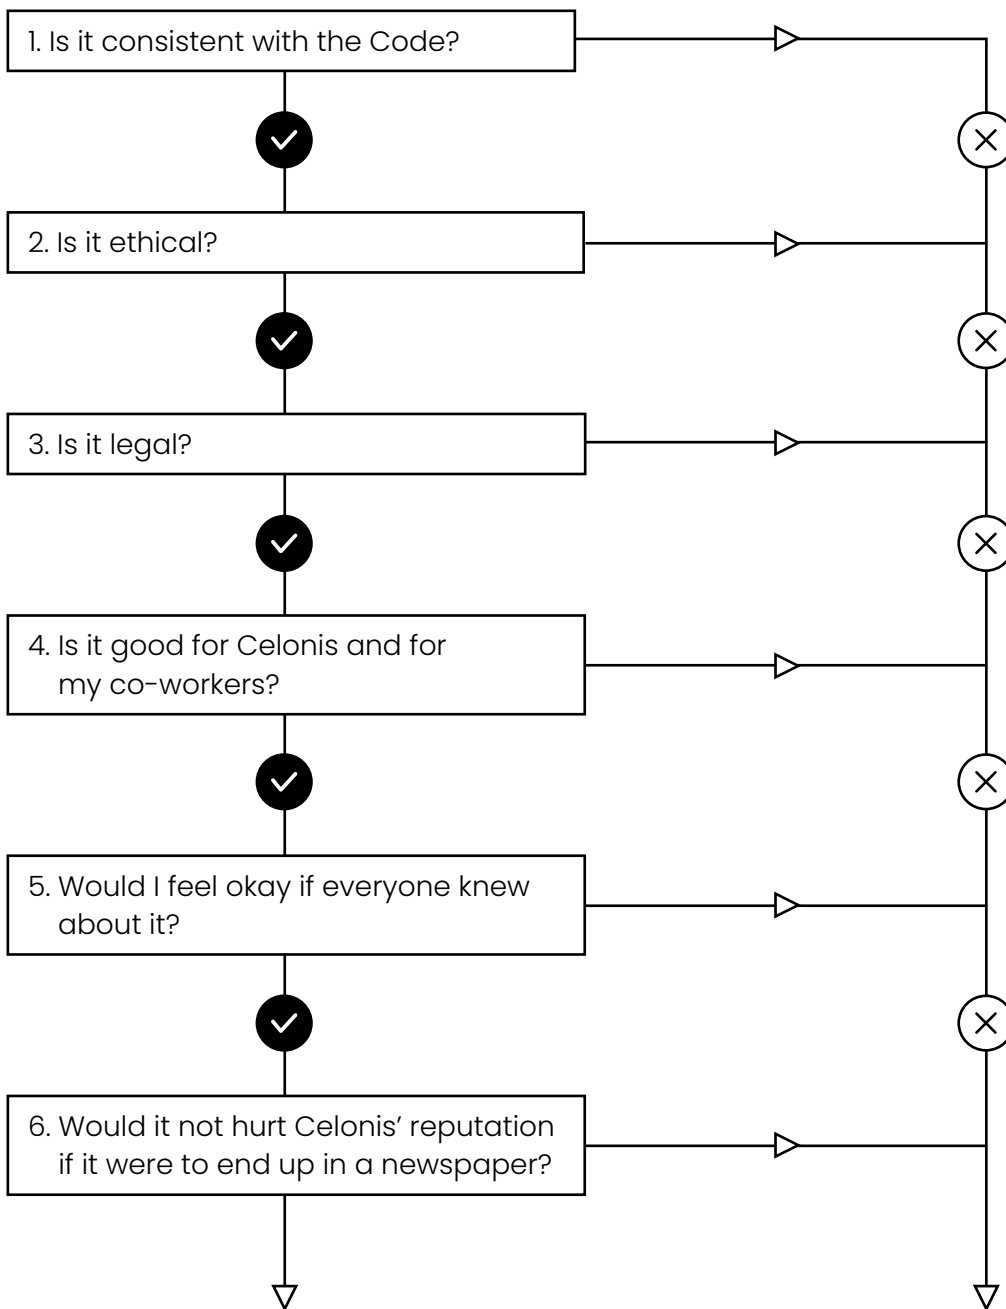 1. Is it consistent with the Code?
2. Is it ethical?
3. Is it legal?
4. Is it good for Celonis and for
my co-workers?
5. Would I feel okay if everyone knew
about it?
6. Would it not hurt Celonis’ reputation
if it were to end up in a newspaper?